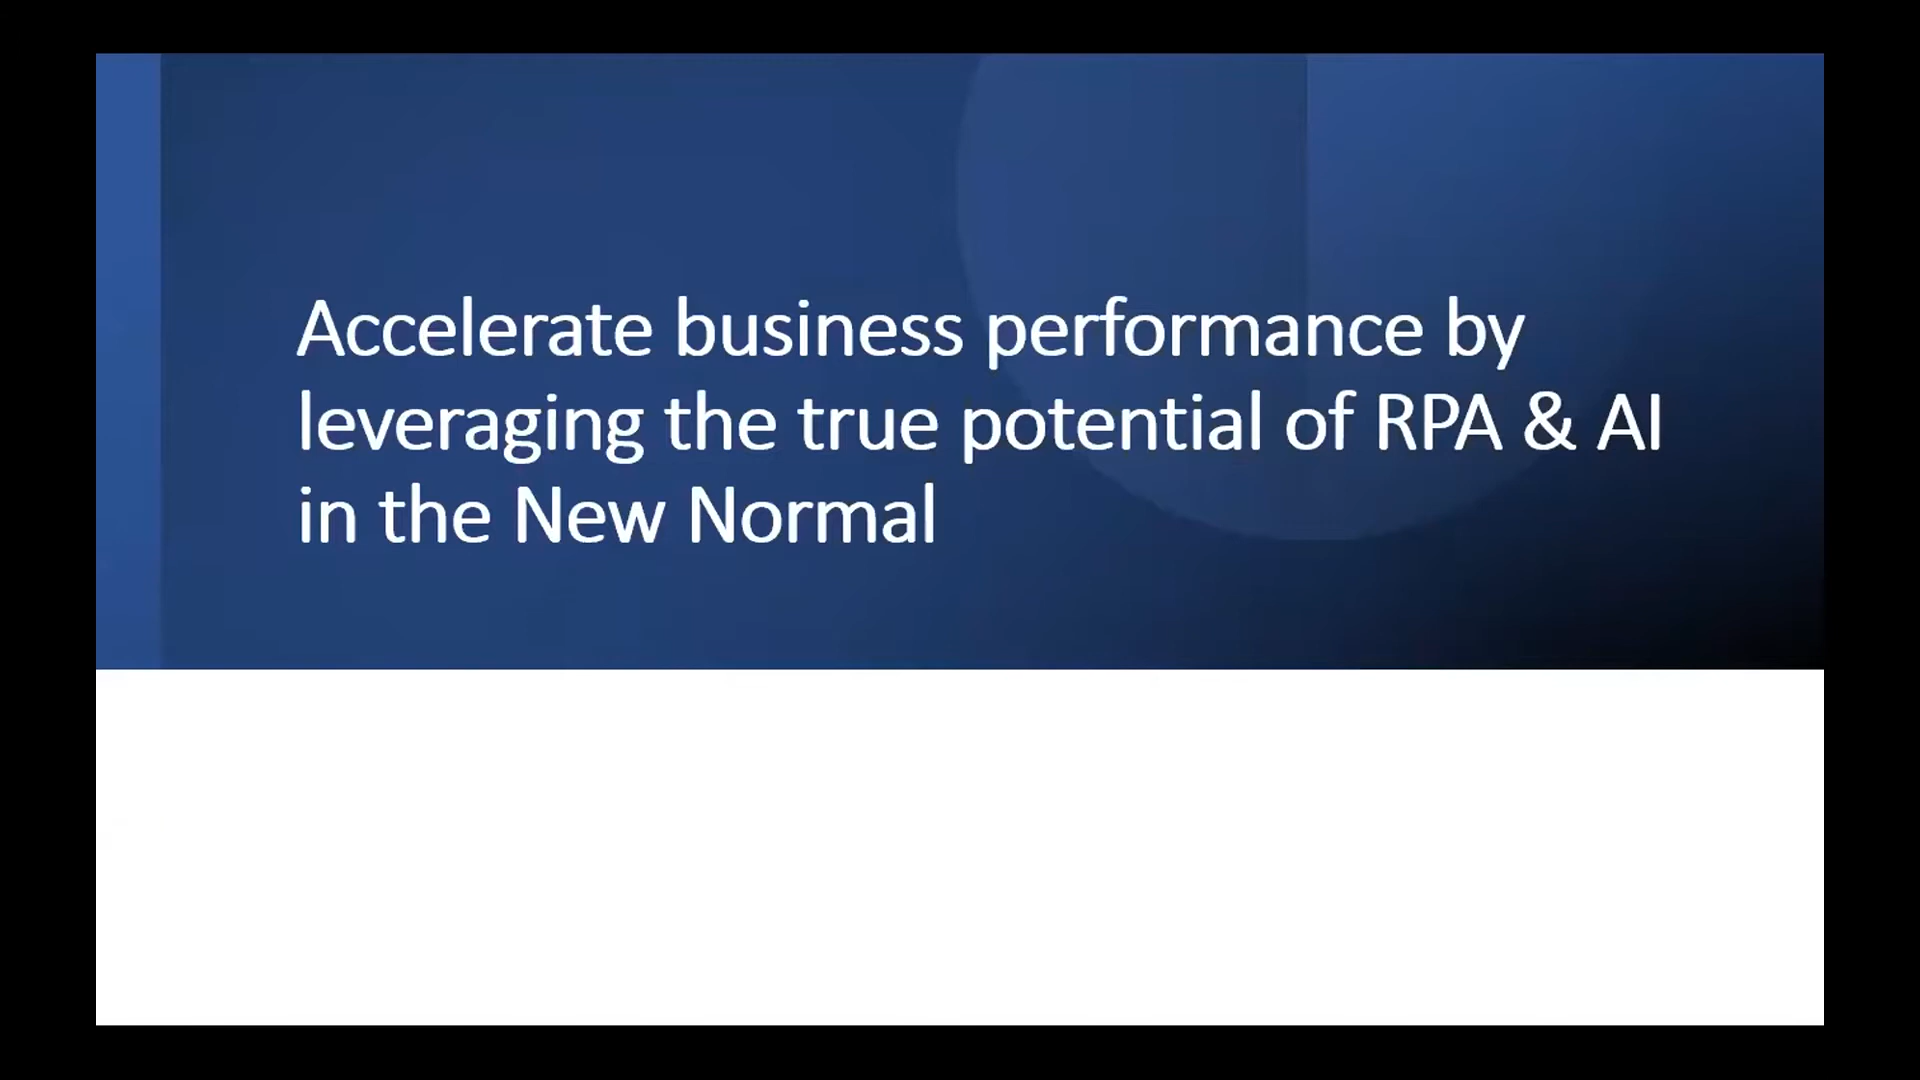 Accelerate business performance by
leveraging the true potential of RPA & AI
in the New Normal